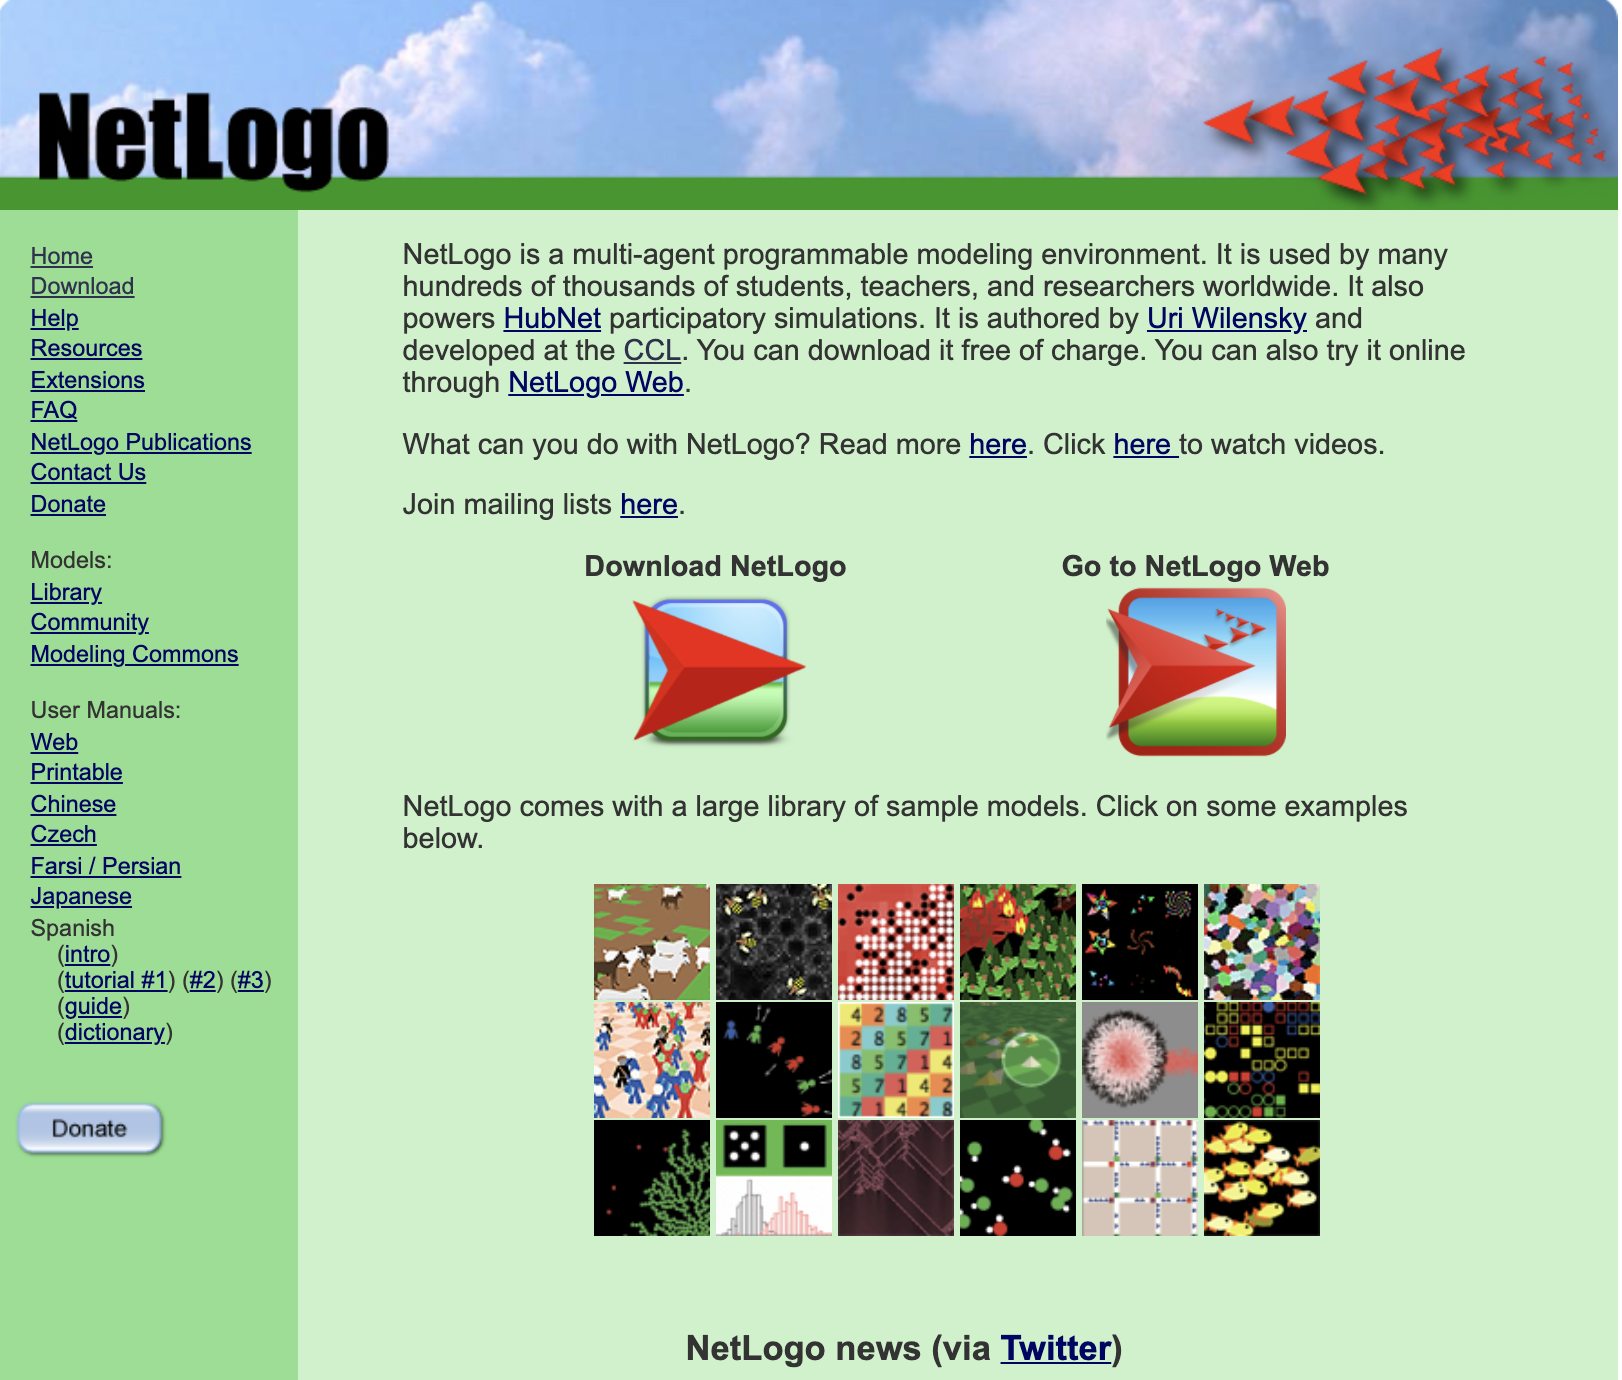 NetLogo
Home
Download
Help
Resources
Extensions
FAQ
NetLogo Publications
Contact Us
Donate
Models:
Library
Community
Modeling Commons
User Manuals:
Web
Printable
Chinese
Czech
Farsi / Persian
Japanese
Spanish
(intro)
(tutorial #1) (#2) (#3)
(guide)
(dictionary)
Donate
NetLogo is a multi-agent programmable modeling environment. It is used by many
hundreds of thousands of students, teachers, and researchers worldwide. It also
powers HubNet participatory simulations. It is authored by Uri Wilensky and
developed at the CCL. You can download it free of charge. You can also try it online
through NetLogo Web.
What can you do with NetLogo? Read more here. Click here to watch videos.
Join mailing lists here.
Download NetLogo
Go to NetLogo Web
NetLogo comes with a large library of sample models. Click on some examples
below.
4 2 8 5 7
2 8 5 7 1
8 5 7 1 4
5 7 1 4 2
7 1 4 2 8
NetLogo news (via Twitter)